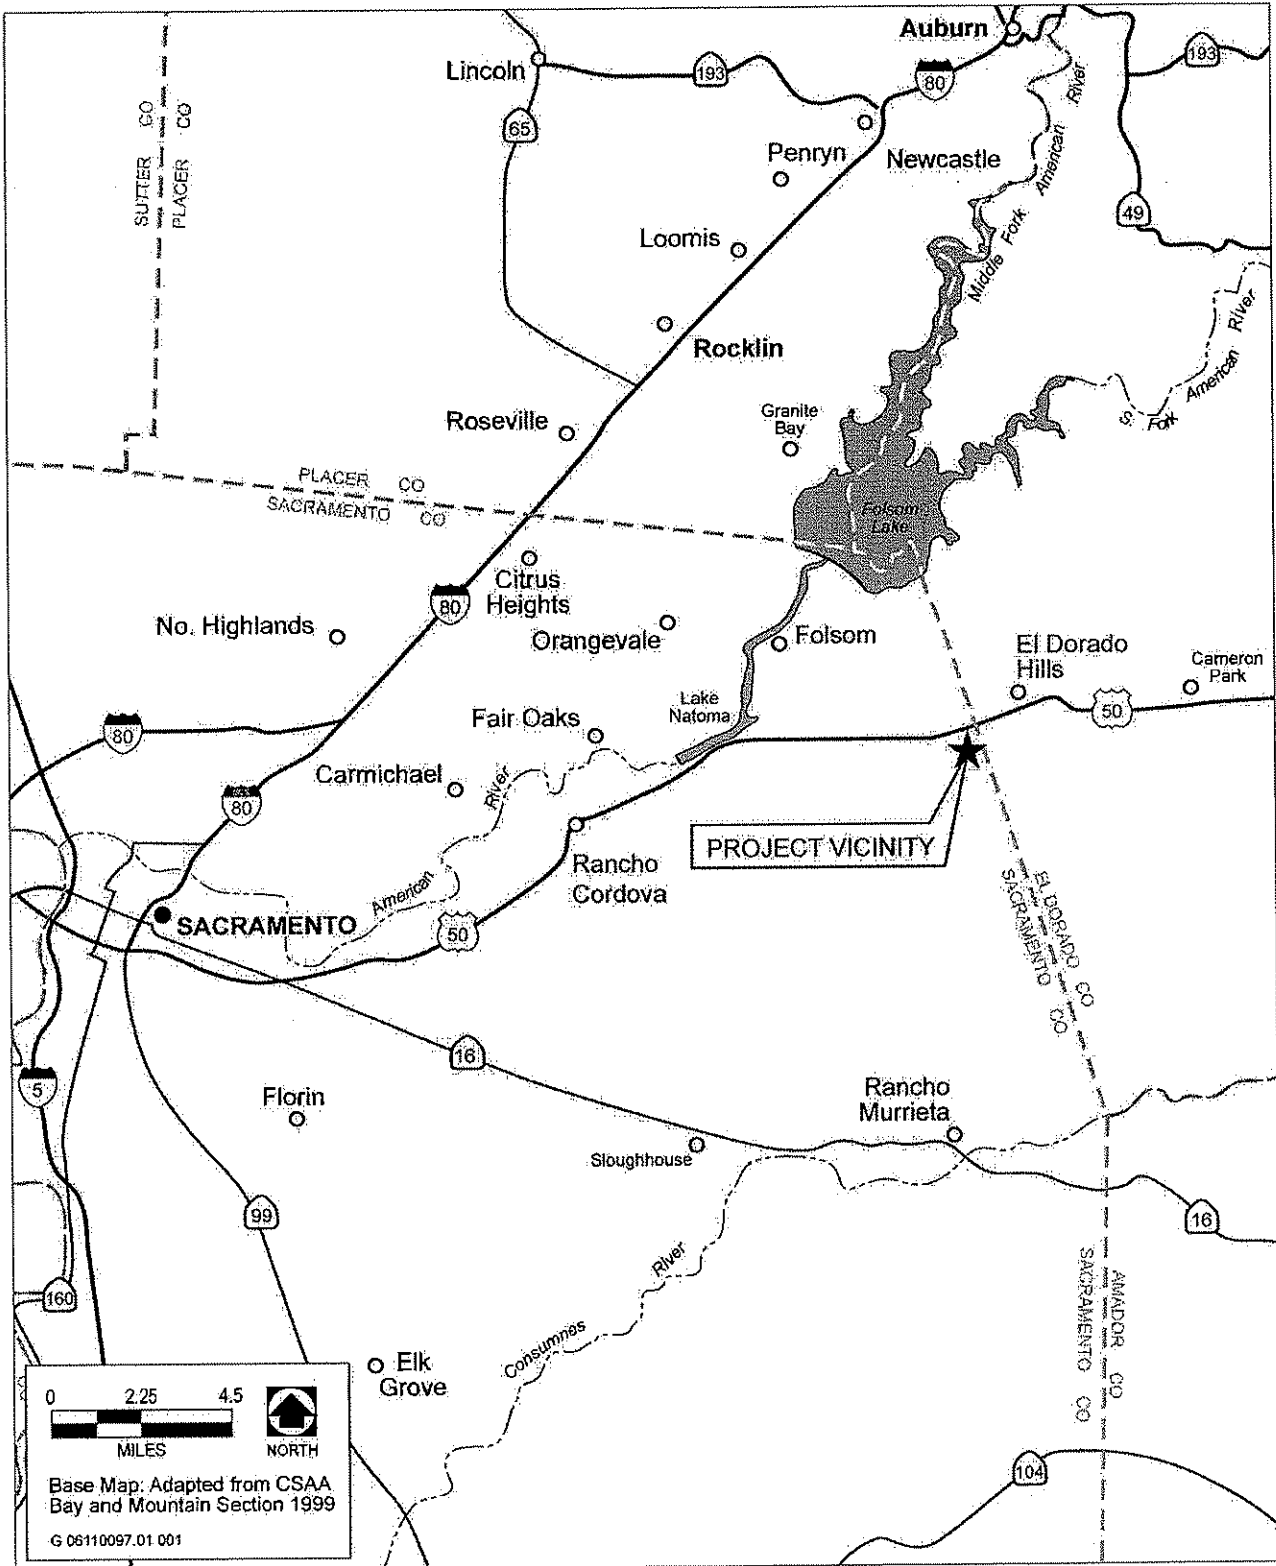 Auburn
Lincoln
193
80
193
65
River
SUTTER CO
PLACER CO
Penryn
Newcastle
American
49
Loomis
Middle Fork
River
Rocklin
American
Granite
Bay
Roseville
S. Fork
PLACER CO
SACRAMENTO CO
Folsom
Lake
Citrus
Heights
80
No. Highlands
Orangevale
Folsom
El Dorado
Hills
Cameron
Park
Lake
Natoma
50
Fair Oaks
80
Carmichael
River
80
PROJECT VICINITY
Rancho
Cordova
American
EL DORADO CO
SACRAMENTO CO
SACRAMENTO
50
16
5
Florin
Rancho
Murrieta
Sloughhouse
99
16
River
160
AMADOR CO
SACRAMENTO CO
Consumnes
Elk
Grove
0 2.25 4.5
MILES
NORTH
104
Base Map: Adapted from CSAA
Bay and Mountain Section 1999
G 06110097.01 001